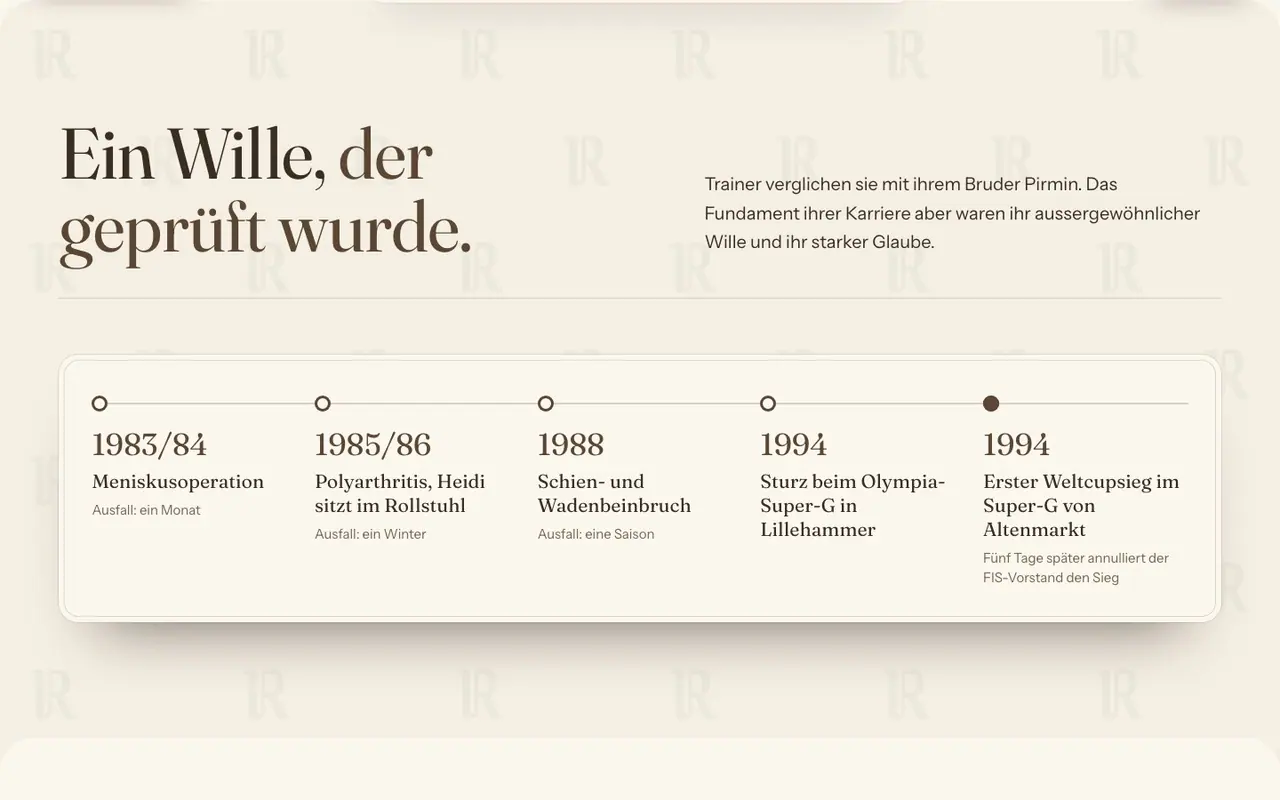 Ein Wille, der
geprüft wurde.
Trainer verglichen sie mit ihrem Bruder Pirmin. Das
Fundament ihrer Karriere aber waren ihr aussergewöhnlicher
Wille und ihr starker Glaube.
1983/84
Meniskusoperation
Ausfall: ein Monat
1985/86
Polyarthritis, Heidi
sitzt im Rollstuhl
Ausfall: ein Winter
1988
Schien- und
Wadenbeinbruch
Ausfall: eine Saison
1994
Sturz beim Olympia-
Super-G in
Lillehammer
1994
Erster Weltcupsieg im
Super-G von
Altenmarkt
Fünf Tage später annulliert der
FIS-Vorstand den Sieg